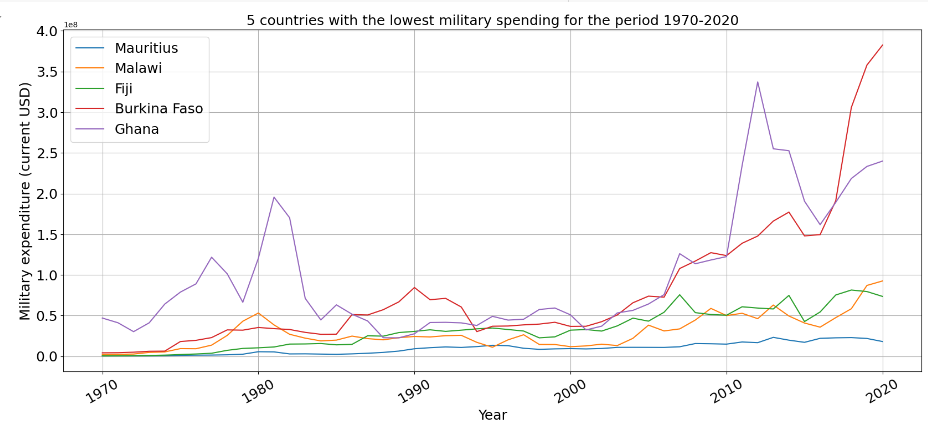 5 countries with the lowest military spending for the period 1970-2020
1e8
4.0
3.5
3.0
2.5
2.0
1.5
1.0
0.5
0.0
Military expenditure (current USD)
Mauritius
Malawi
Fiji
Burkina Faso
Ghana
1970
1980
1990
2000
2010
2020
Year